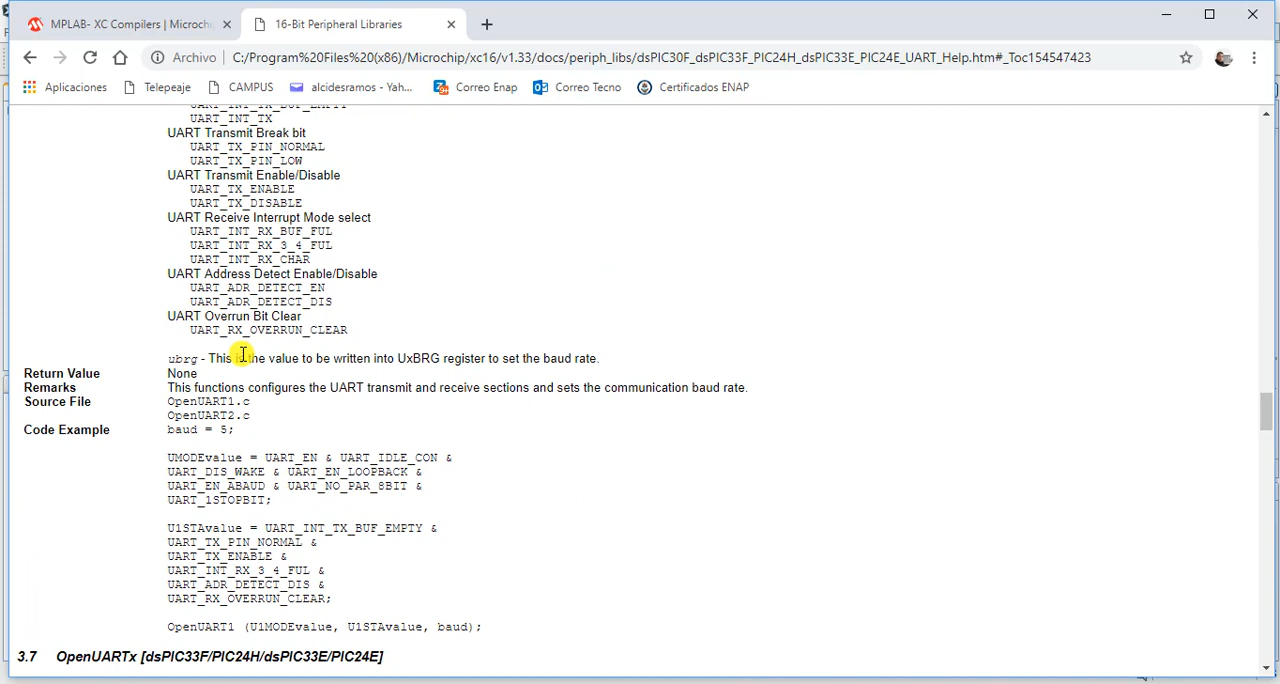 MPLAB- XC Compilers | Microchi
16-Bit Peripheral Libraries
Archivo
C:/Program%20Files%20(x86)/Microchip/xc16/v1.33/docs/periph_libs/dsPIC30F_dsPIC33F_PIC24H_dsPIC33E_PIC24E_UART_Help.htm#_Toc154547423
Aplicaciones
Telepeaje
CAMPUS
alcidesramos - Yah...
Correo Enap
Correo Tecno
Certificados ENAP
UART_INT_TX_BUF_EMPTY
UART_INT_TX
UART Transmit Break bit
UART_TX_PIN_NORMAL
UART_TX_PIN_LOW
UART Transmit Enable/Disable
UART_TX_ENABLE
UART_TX_DISABLE
UART Receive Interrupt Mode select
UART_INT_RX_BUF_FUL
UART_INT_RX_3_4_FUL
UART_INT_RX_CHAR
UART Address Detect Enable/Disable
UART_ADR_DETECT_EN
UART_ADR_DETECT_DIS
UART Overrun Bit Clear
UART_RX_OVERRUN_CLEAR
ubrg - This is the value to be written into UxBRG register to set the baud rate.
Return Value None
Remarks This functions configures the UART transmit and receive sections and sets the communication baud rate.
Source File OpenUART1.c
OpenUART2.c
Code Example baud = 5;
UMODEvalue = UART_EN & UART_IDLE_CON &
UART_DIS_WAKE & UART_EN_LOOPBACK &
UART_EN_ABAUD & UART_NO_PAR_8BIT &
UART_1STOPBIT;
U1STAvalue = UART_INT_TX_BUF_EMPTY &
UART_TX_PIN_NORMAL &
UART_TX_ENABLE &
UART_INT_RX_3_4_FUL &
UART_ADR_DETECT_DIS &
UART_RX_OVERRUN_CLEAR;
OpenUART1 (U1MODEvalue, U1STAvalue, baud);
3.7 OpenUARTx [dsPIC33F/PIC24H/dsPIC33E/PIC24E]